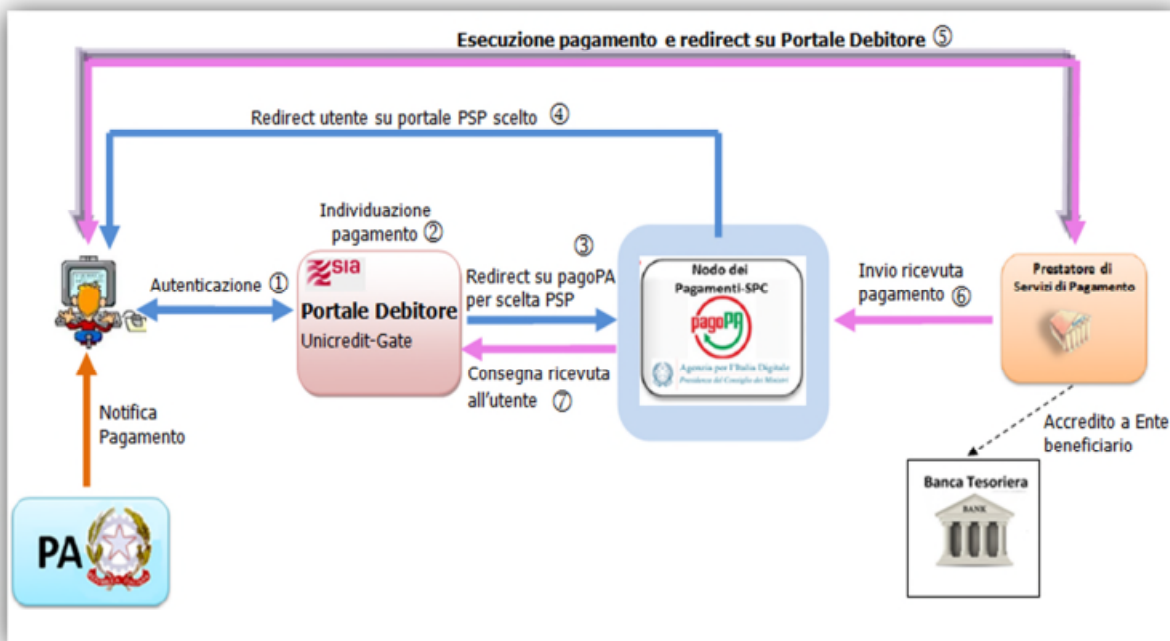 Esecuzione pagamento e redirect su Portale Debitore ⑤
Redirect utente su portale PSP scelto ④
Individuazione
pagamento ②
③
Autenticazione ①
sia
Portale Debitore
Unicredit-Gate
Redirect su pagoPA
per scelta PSP
Consegna ricevuta
all'utente ⑦
Nodo dei
Pagamenti-SPC
pagoPA
Agenzia per l'Italia Digitale
Presidenza del Consiglio dei Ministri
Invio ricevuta
pagamento ⑥
Prestatore di
Servizi di Pagamento
Notifica
Pagamento
Accredito a Ente
beneficiario
PA
Banca Tesoriera
BANK